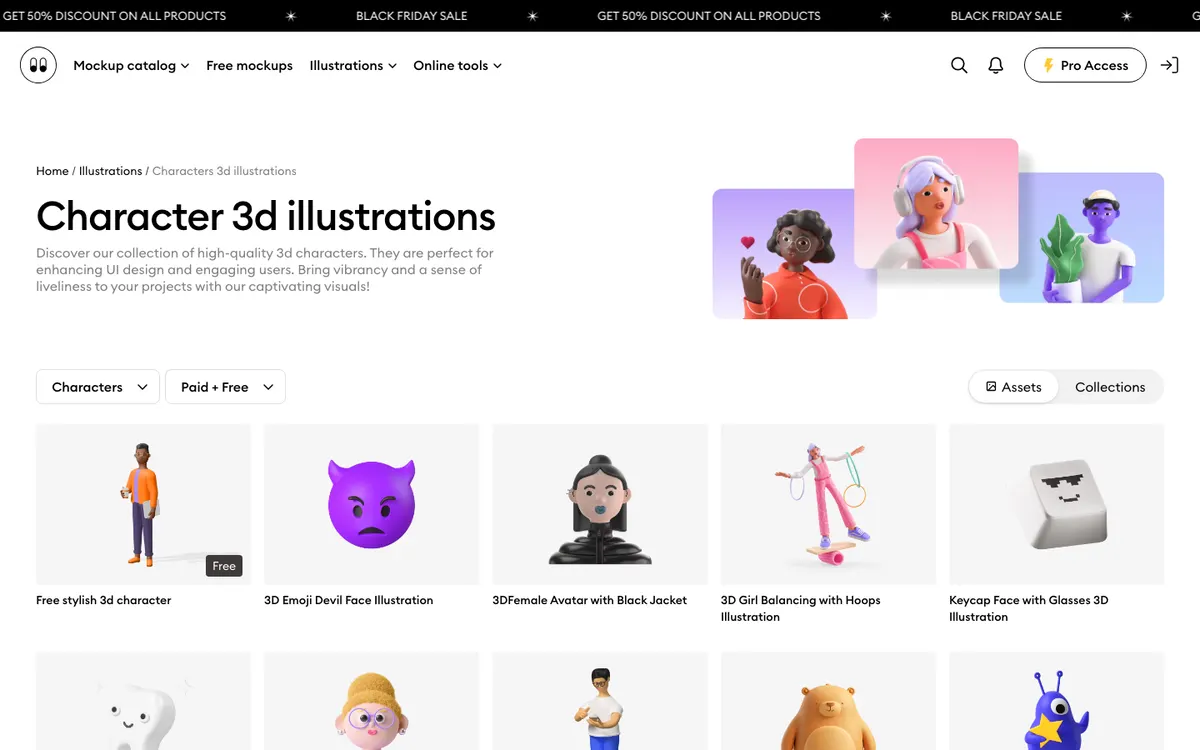 GET 50% DISCOUNT ON ALL PRODUCTS BLACK FRIDAY SALE GET 50% DISCOUNT ON ALL PRODUCTS BLACK FRIDAY SALE G
Mockup catalog Free mockups Illustrations Online tools Pro Access
Home / Illustrations / Characters 3d illustrations
Character 3d illustrations
Discover our collection of high-quality 3d characters. They are perfect for
enhancing UI design and engaging users. Bring vibrancy and a sense of
liveliness to your projects with our captivating visuals!
Characters Paid + Free Assets Collections
Free
Free stylish 3d character
3D Emoji Devil Face Illustration
3DFemale Avatar with Black Jacket
3D Girl Balancing with Hoops
Illustration
Keycap Face with Glasses 3D
Illustration